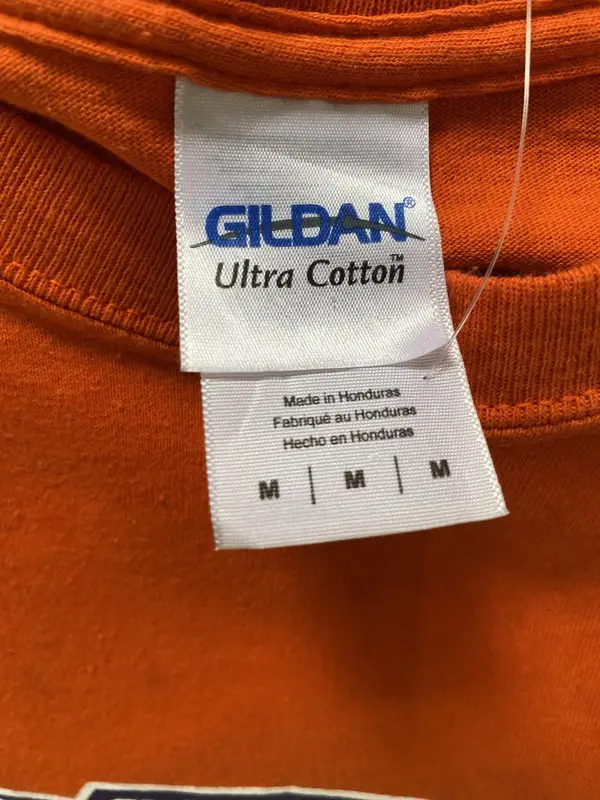 GILDAN®
Ultra Cotton™
Made in Honduras
Fabriqué au Honduras
Hecho en Honduras
M | M | M